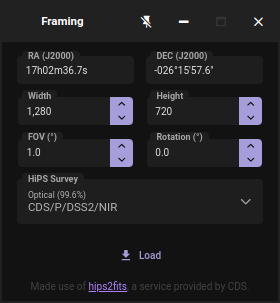 Framing
RA (J2000)
DEC (J2000)
17h02m36.7s
-026°15'57.6"
Width
Height
1,280
720
FOV (°)
Rotation (°)
1.0
0.0
HiPS Survey
Optical (99.6%)
CDS/P/DSS2/NIR
Load
Made use of hips2fits, a service provided by CDS.